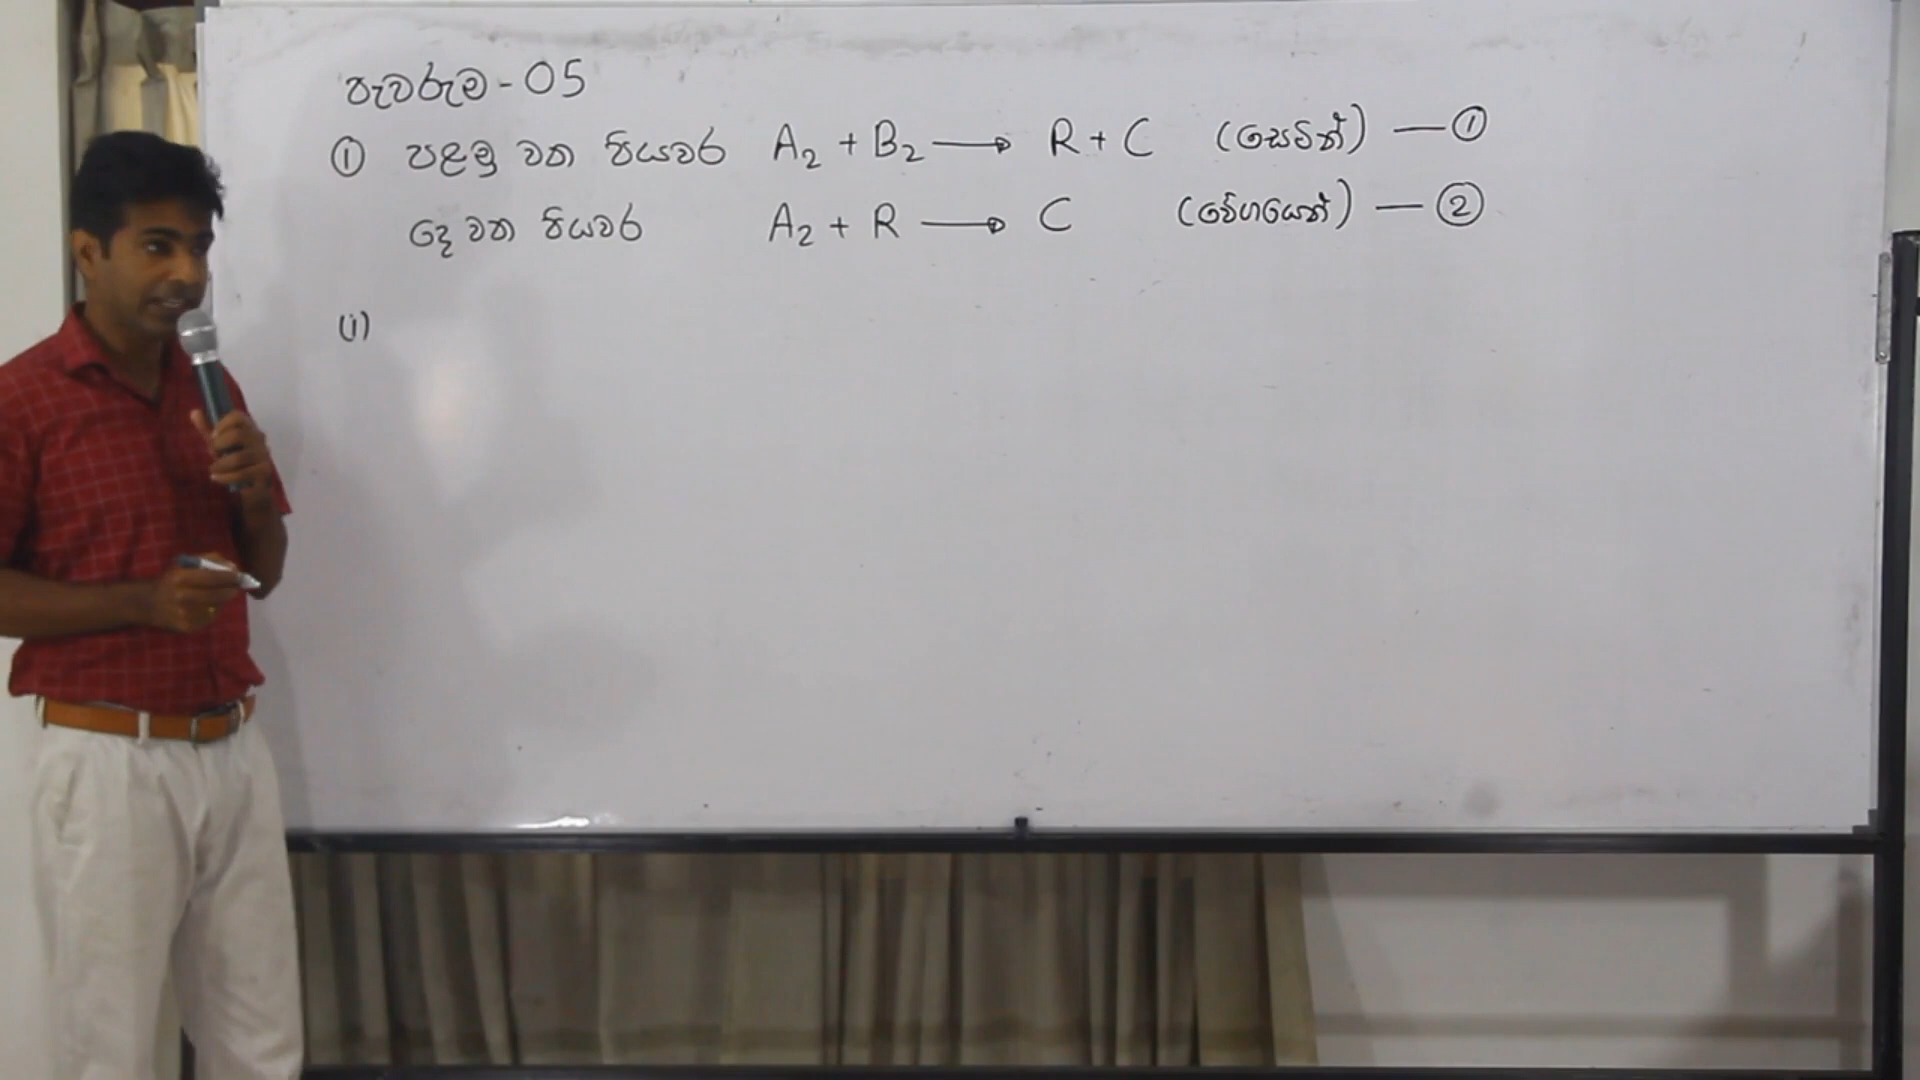 පැවරුම - 05
① පළමු වන පියවර A₂ + B₂ ⟶ R + C (සෙමින්) — ①
දෙ වන පියවර A₂ + R ⟶ C (වේගයෙන්) — ②
(i)